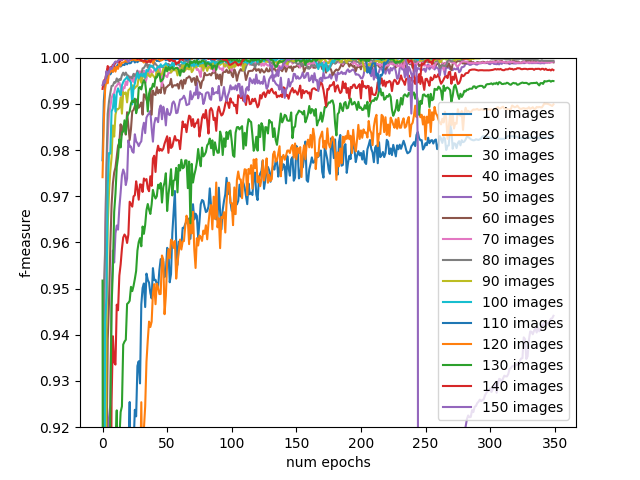 1.00
0.99
0.98
0.97
0.96
0.95
0.94
0.93
0.92
f-measure
0
50
100
150
200
250
300
350
num epochs
10 images
20 images
30 images
40 images
50 images
60 images
70 images
80 images
90 images
100 images
110 images
120 images
130 images
140 images
150 images